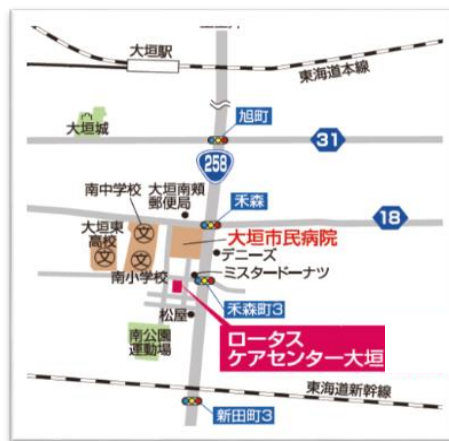 大垣駅
東海道本線
大垣城
旭町
31
258
南中学校
大垣南頬
郵便局
禾森
18
大垣東
高校
文
文
文
大垣市民病院
デニーズ
ミスタードーナツ
南小学校
禾森町3
松屋
ロータス
ケアセンター大垣
南公園
運動場
東海道新幹線
新田町3